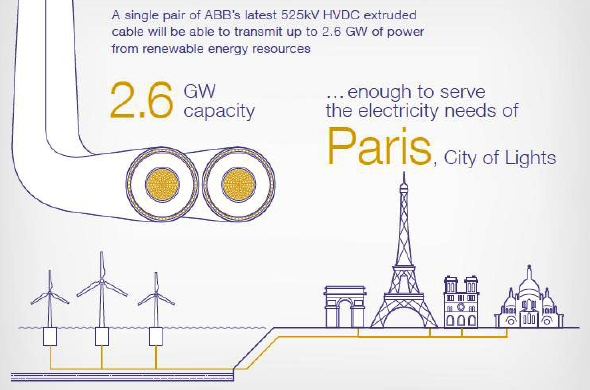 A single pair of ABB's latest 525kV HVDC extruded
cable will be able to transmit up to 2.6 GW of power
from renewable energy resources
2.6 GW
capacity
...enough to serve
the electricity needs of
Paris, City of Lights